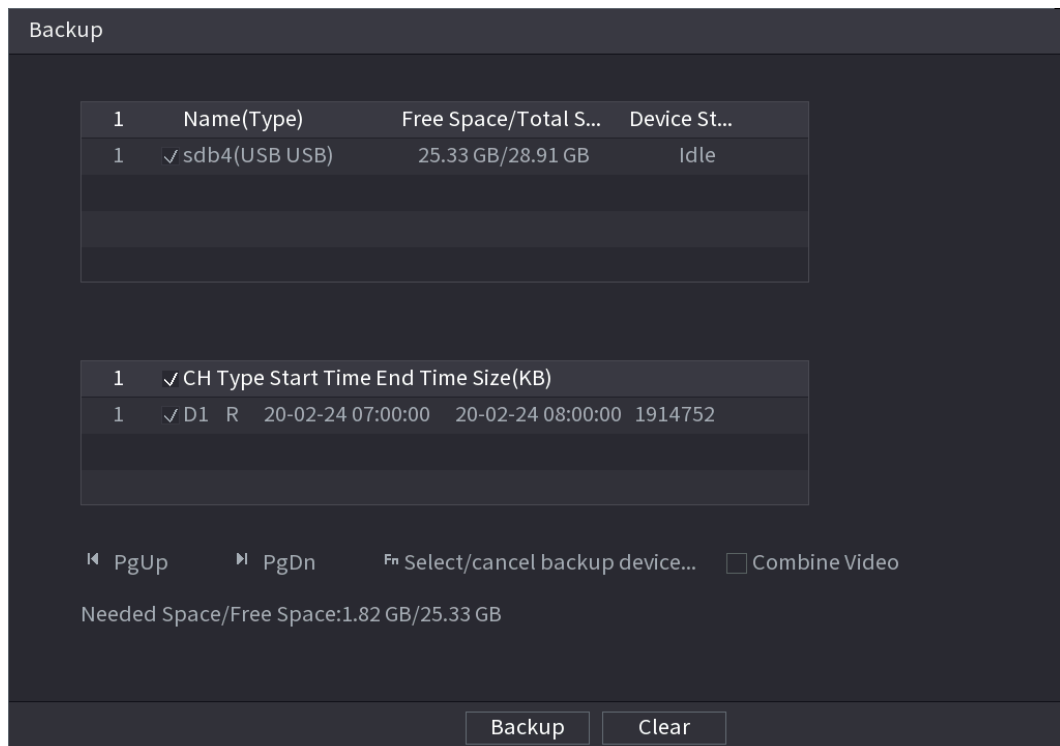 Backup
1 Name(Type) Free Space/Total S... Device St...
1 sdb4(USB USB) 25.33 GB/28.91 GB Idle
1 CH Type Start Time End Time Size(KB)
1 D1 R 20-02-24 07:00:00 20-02-24 08:00:00 1914752
PgUp PgDn Fn Select/cancel backup device... Combine Video
Needed Space/Free Space:1.82 GB/25.33 GB
Backup Clear